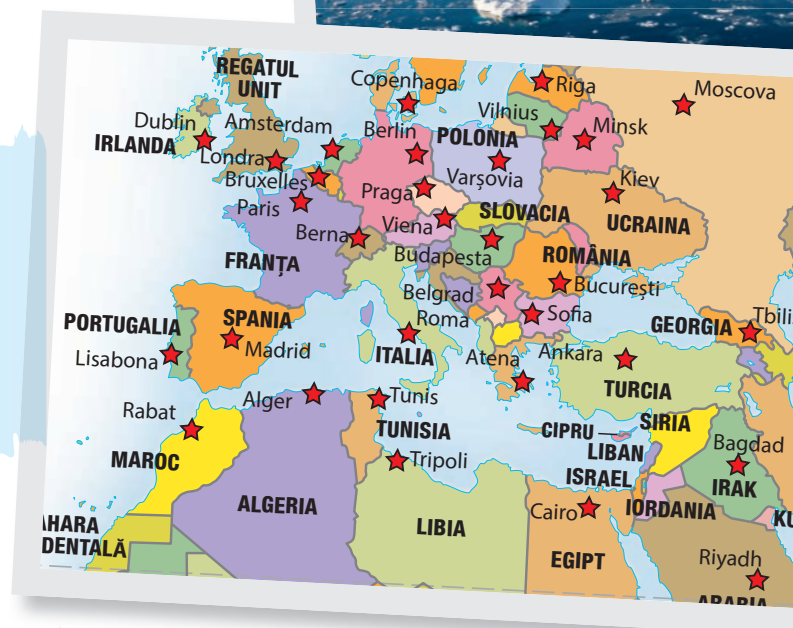 REGATUL
UNIT
Copenhaga
Riga
Moscova
Dublin
Amsterdam
Vilnius
Minsk
IRLANDA
Londra
Berlin
POLONIA
Bruxelles
Varșovia
Praga
Kiev
Paris
Viena
SLOVACIA
UCRAINA
Berna
Budapesta
ROMÂNIA
FRANȚA
Belgrad
București
PORTUGALIA
SPANIA
Roma
Sofia
GEORGIA
Tbili
Lisabona
Madrid
ITALIA
Atena
Ankara
TURCIA
Rabat
Alger
Tunis
TUNISIA
CIPRU
SIRIA
LIBAN
Bagdad
MAROC
Tripoli
ISRAEL
IRAK
ALGERIA
LIBIA
Cairo
IORDANIA
KU
AHARA
DENTALĂ
EGIPT
Riyadh
ARABIA